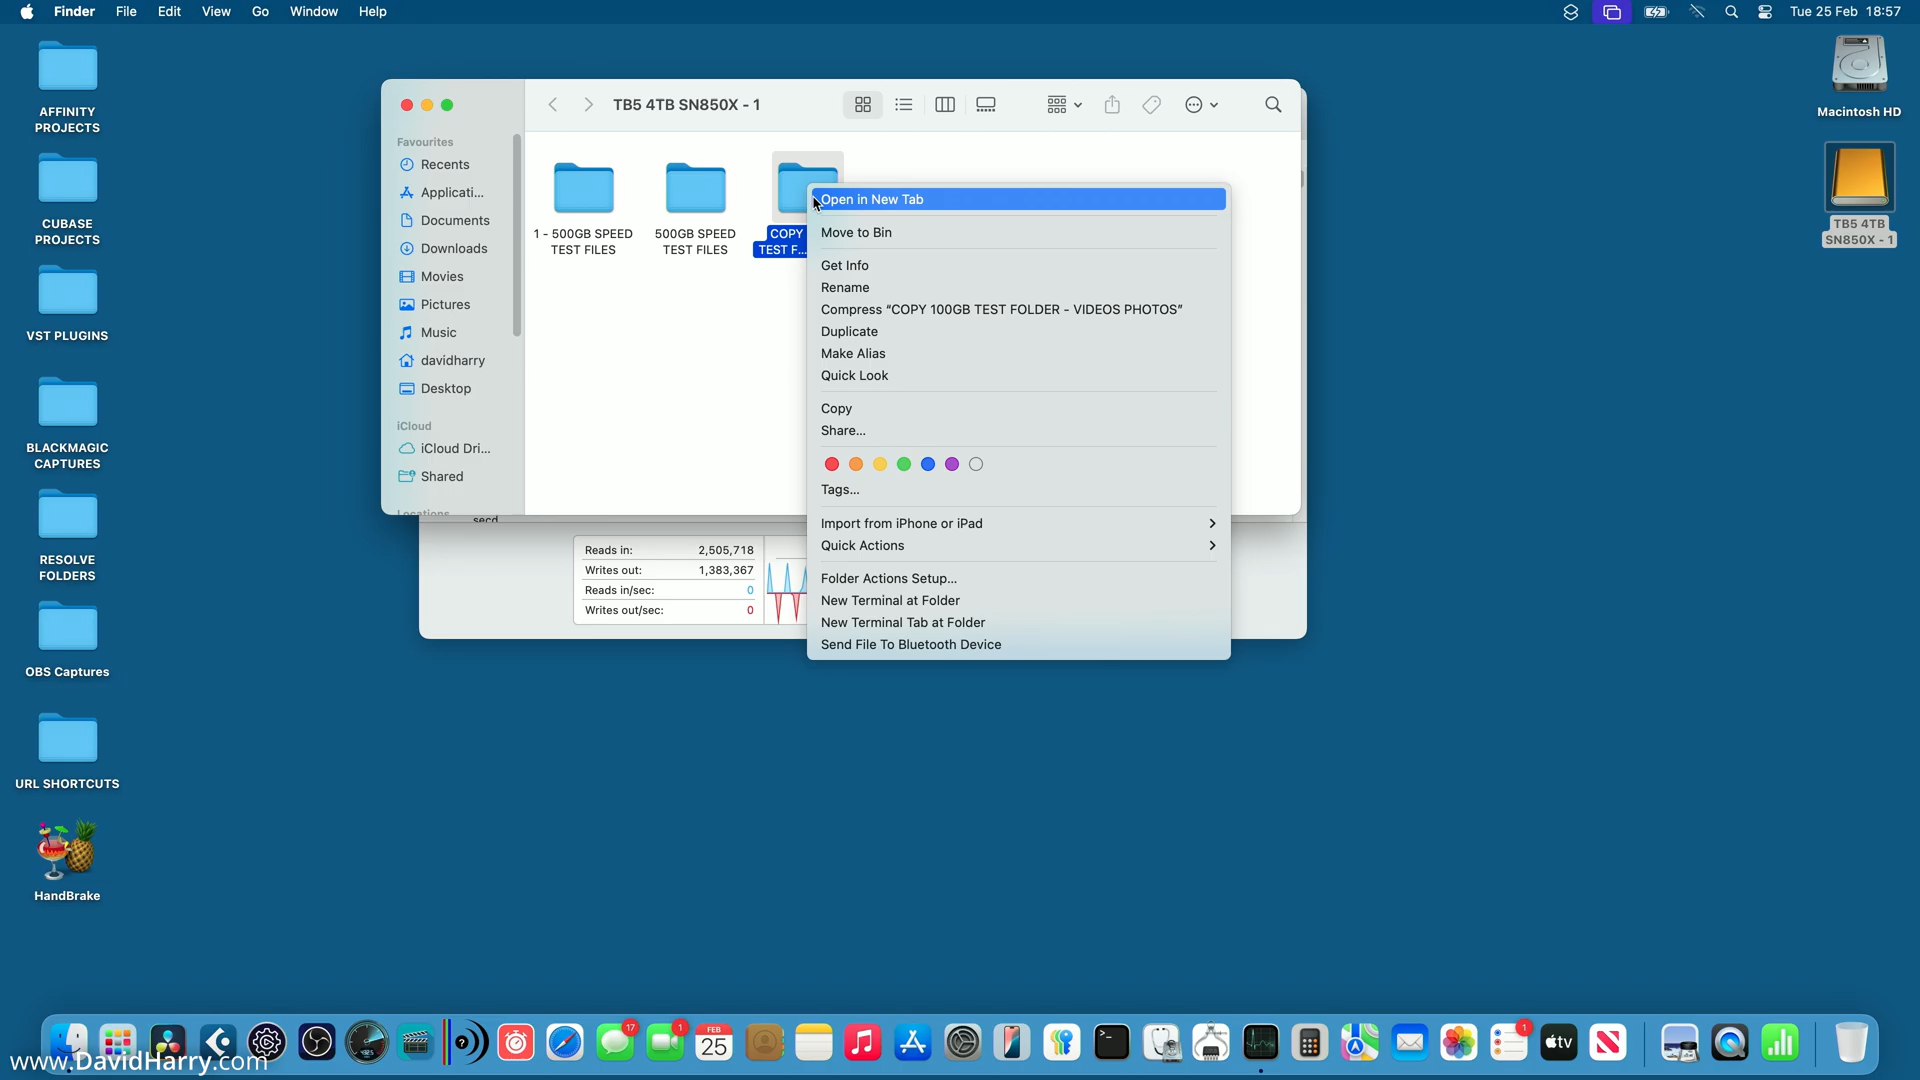 Finder File Edit View Go Window Help
Tue 25 Feb 18:57
AFFINITY
PROJECTS
CUBASE
PROJECTS
VST PLUGINS
BLACKMAGIC
CAPTURES
RESOLVE
FOLDERS
OBS Captures
URL SHORTCUTS
HandBrake
Macintosh HD
TB5 4TB
SN850X - 1
TB5 4TB SN850X - 1
Favourites
Recents
Applicati...
Documents
Downloads
Movies
Pictures
Music
davidharry
Desktop
iCloud
iCloud Dri...
Shared
Locations
1 - 500GB SPEED
TEST FILES
500GB SPEED
TEST FILES
COPY
TEST F...
Open in New Tab
Move to Bin
Get Info
Rename
Compress “COPY 100GB TEST FOLDER - VIDEOS PHOTOS”
Duplicate
Make Alias
Quick Look
Copy
Share...
Tags...
Import from iPhone or iPad
Quick Actions
Folder Actions Setup...
New Terminal at Folder
New Terminal Tab at Folder
Send File To Bluetooth Device
secd
Reads in: 2,505,718
Writes out: 1,383,367
Reads in/sec: 0
Writes out/sec: 0
17
1
FEB
25
1
tv
www.DavidHarry.com